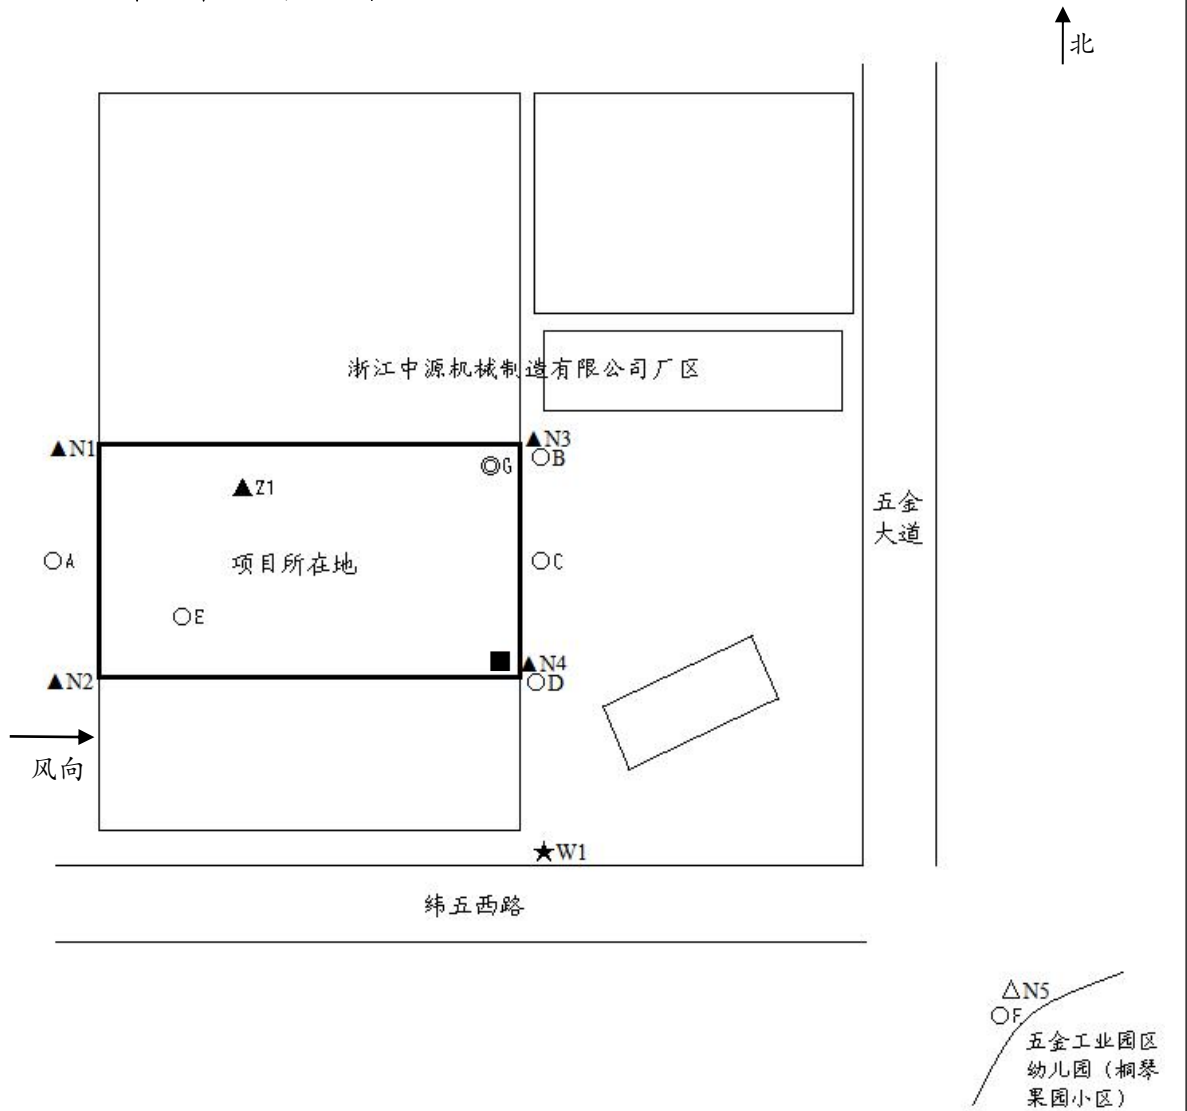 北
浙江中源机械制造有限公司厂区
▲N1
▲N3
○B
◎G
▲Z1
五金
大道
○A
项目所在地
○C
○E
▲N4
▲N2
○D
风向
★W1
纬五西路
△N5
○F
五金工业园区
幼儿园（桐琴
果园小区）